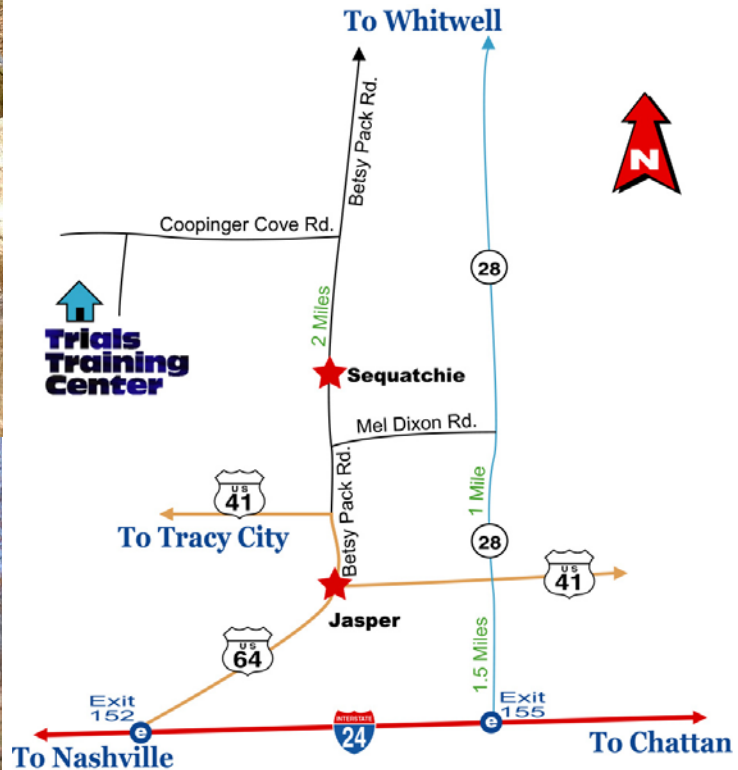 To Whitwell
Betsy Pack Rd.
N
Coopinger Cove Rd.
28
2 Miles
Trials
Training
Center
Sequatchie
Mel Dixon Rd.
US
41
To Tracy City
Betsy Pack Rd.
1 Mile
28
US
41
Jasper
US
64
1.5 Miles
Exit
152
e
To Nashville
INTERSTATE
24
Exit
155
e
To Chattan